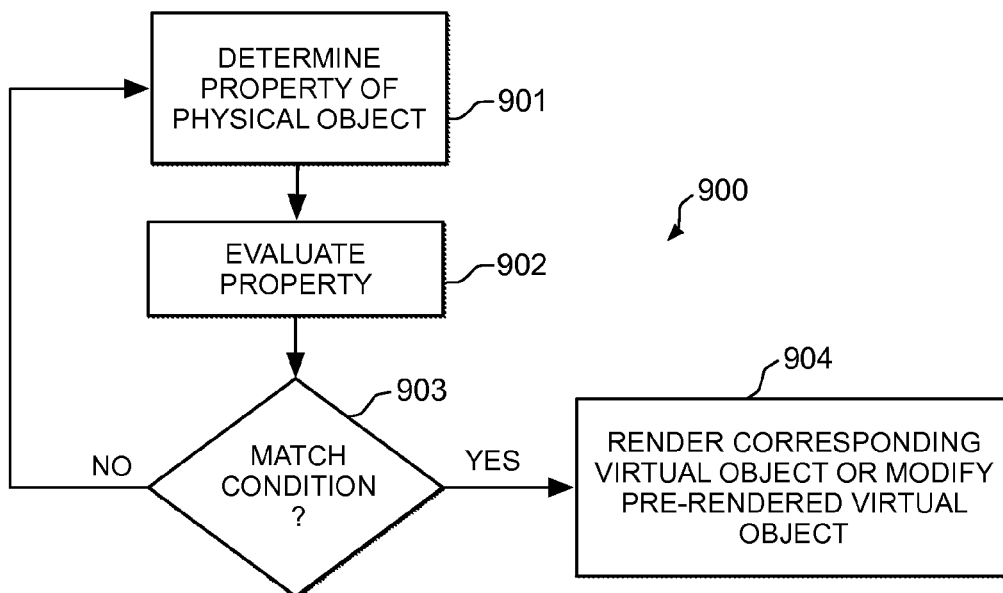 DETERMINE
PROPERTY OF
PHYSICAL OBJECT
901
900
EVALUATE
PROPERTY
902
903
MATCH
CONDITION
?
NO
YES
904
RENDER CORRESPONDING
VIRTUAL OBJECT OR MODIFY
PRE-RENDERED VIRTUAL
OBJECT